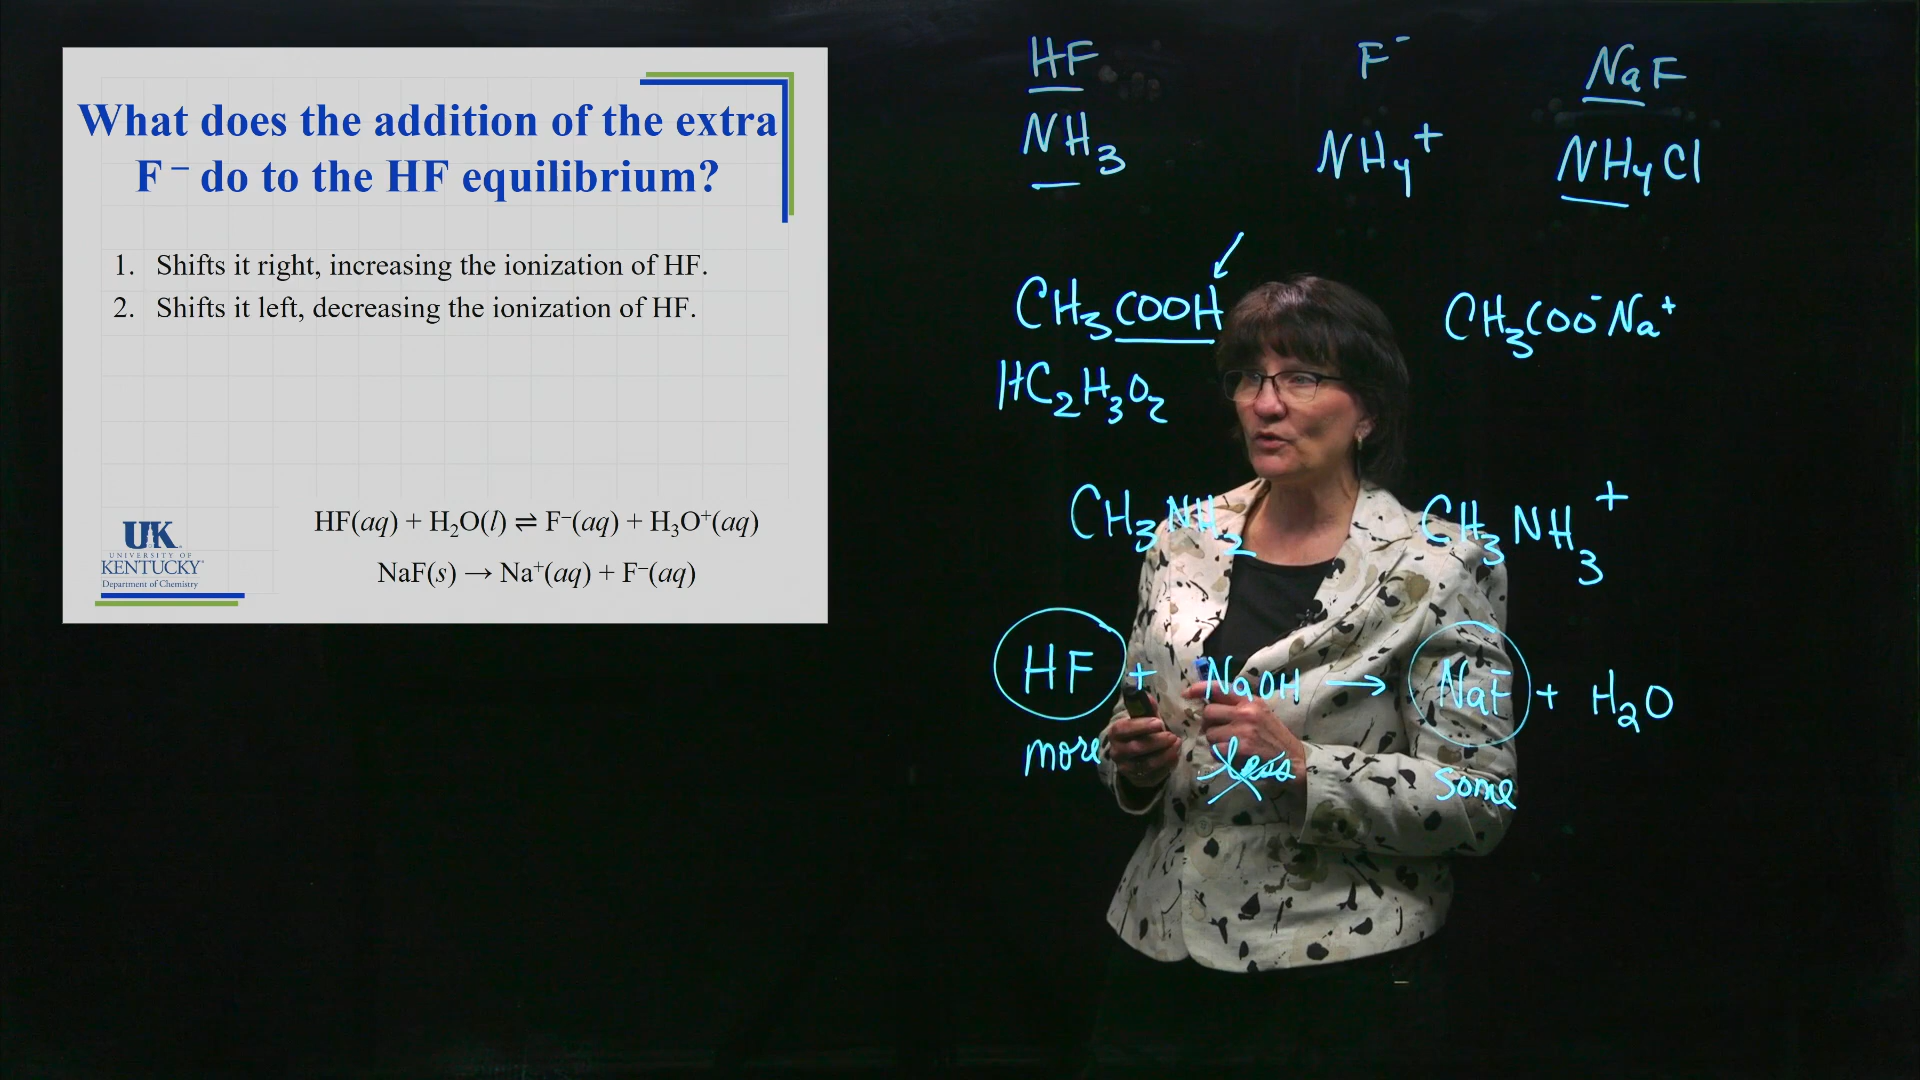 What does the addition of the extra
F⁻ do to the HF equilibrium?
1. Shifts it right, increasing the ionization of HF.
2. Shifts it left, decreasing the ionization of HF.
HF(aq) + H₂O(l) ⇌ F⁻(aq) + H₃O⁺(aq)
NaF(s) → Na⁺(aq) + F⁻(aq)
UK
UNIVERSITY OF
KENTUCKY
Department of Chemistry
HF F⁻ NaF
NH₃ NH₄⁺ NH₄Cl
CH₃COOH CH₃COO⁻Na⁺
HC₂H₃O₂
CH₃NH₂ CH₃NH₃⁺
HF + NaOH → NaF + H₂O
more less some